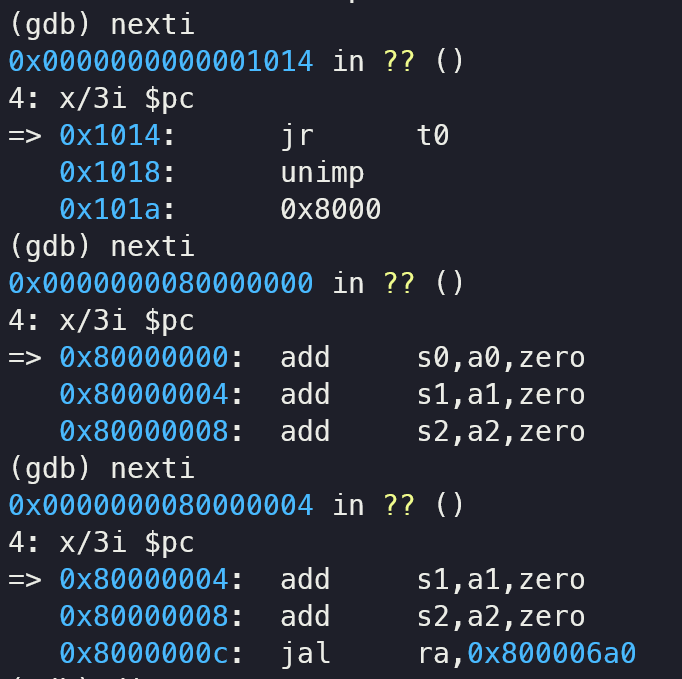 (gdb) nexti
0x0000000000001014 in ?? ()
4: x/3i $pc
=> 0x1014:      jr      t0
   0x1018:      unimp
   0x101a:      0x8000
(gdb) nexti
0x0000000080000000 in ?? ()
4: x/3i $pc
=> 0x80000000:  add     s0,a0,zero
   0x80000004:  add     s1,a1,zero
   0x80000008:  add     s2,a2,zero
(gdb) nexti
0x0000000080000004 in ?? ()
4: x/3i $pc
=> 0x80000004:  add     s1,a1,zero
   0x80000008:  add     s2,a2,zero
   0x8000000c:  jal     ra,0x800006a0